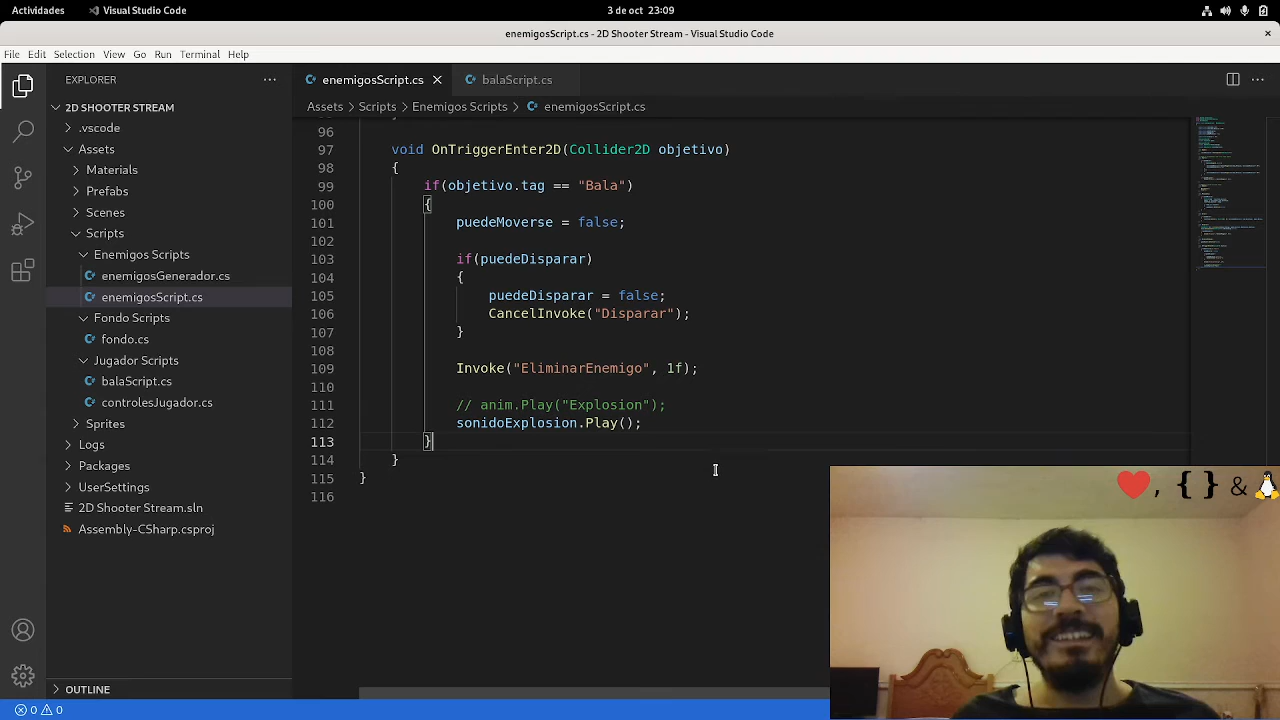 Actividades
Visual Studio Code
3 de oct 23:09
enemigosScript.cs - 2D Shooter Stream - Visual Studio Code
File Edit Selection View Go Run Terminal Help
EXPLORER
2D SHOOTER STREAM
.vscode
Assets
Materials
Prefabs
Scenes
Scripts
Enemigos Scripts
enemigosGenerador.cs
enemigosScript.cs
Fondo Scripts
fondo.cs
Jugador Scripts
balaScript.cs
controlesJugador.cs
Sprites
Logs
Packages
UserSettings
2D Shooter Stream.sln
Assembly-CSharp.csproj
OUTLINE
0 0
enemigosScript.cs
balaScript.cs
Assets > Scripts > Enemigos Scripts > enemigosScript.cs
96
97 void OnTriggerEnter2D(Collider2D objetivo)
98 {
99 if(objetivo.tag == "Bala")
100 {
101 puedeMoverse = false;
102
103 if(puedeDisparar)
104 {
105 puedeDisparar = false;
106 CancelInvoke("Disparar");
107 }
108
109 Invoke("EliminarEnemigo", 1f);
110
111 // anim.Play("Explosion");
112 sonidoExplosion.Play();
113 }
114 }
115 }
116
❤️, { } & 🐧